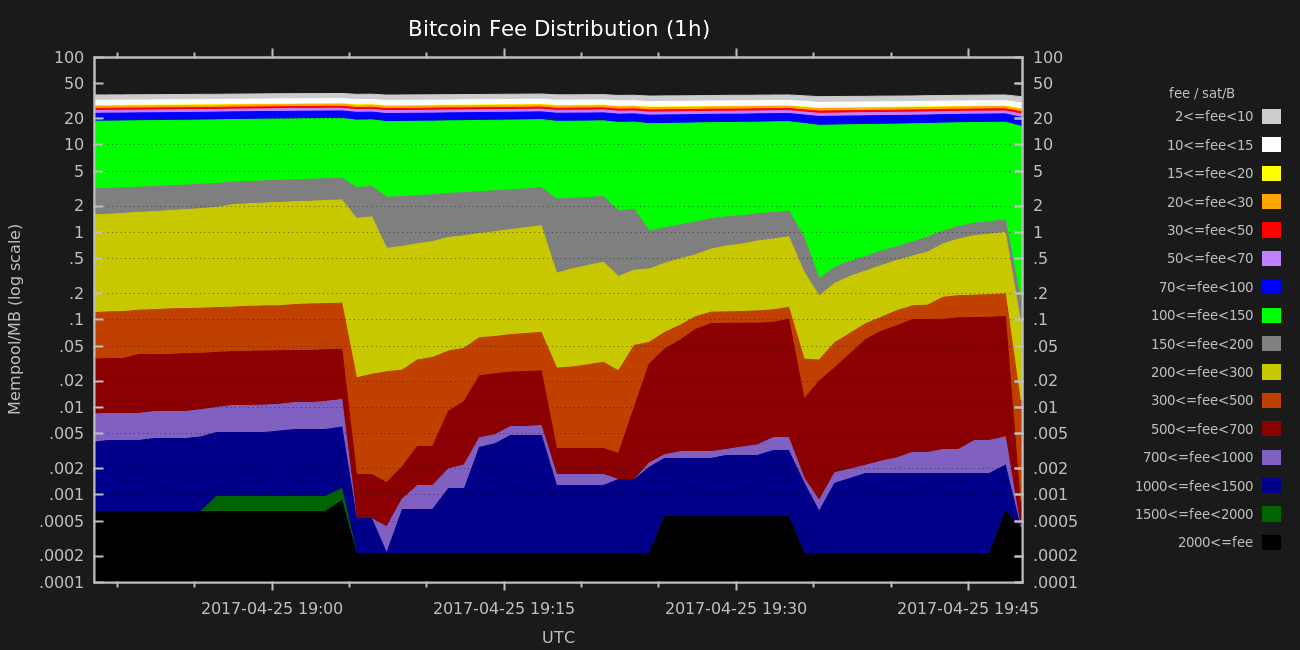 Bitcoin Fee Distribution (1h)
100
50
20
10
5
2
1
.5
.2
.1
.05
.02
.01
.005
.002
.001
.0005
.0002
.0001
Mempool/MB (log scale)
100
50
20
10
5
2
1
.5
.2
.1
.05
.02
.01
.005
.002
.001
.0005
.0002
.0001
2017-04-25 19:00
2017-04-25 19:15
2017-04-25 19:30
2017-04-25 19:45
UTC
fee / sat/B
2<=fee<10
10<=fee<15
15<=fee<20
20<=fee<30
30<=fee<50
50<=fee<70
70<=fee<100
100<=fee<150
150<=fee<200
200<=fee<300
300<=fee<500
500<=fee<700
700<=fee<1000
1000<=fee<1500
1500<=fee<2000
2000<=fee